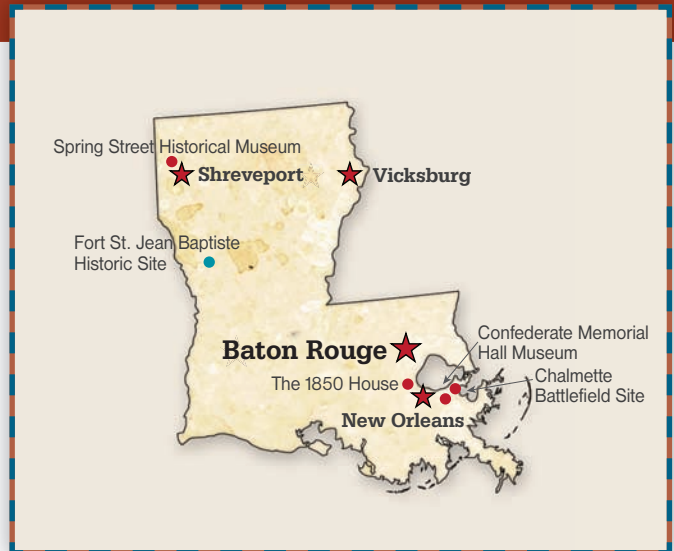 Spring Street Historical Museum
Shreveport
Vicksburg
Fort St. Jean Baptiste
Historic Site
Baton Rouge
Confederate Memorial
Hall Museum
The 1850 House
Chalmette
Battlefield Site
New Orleans